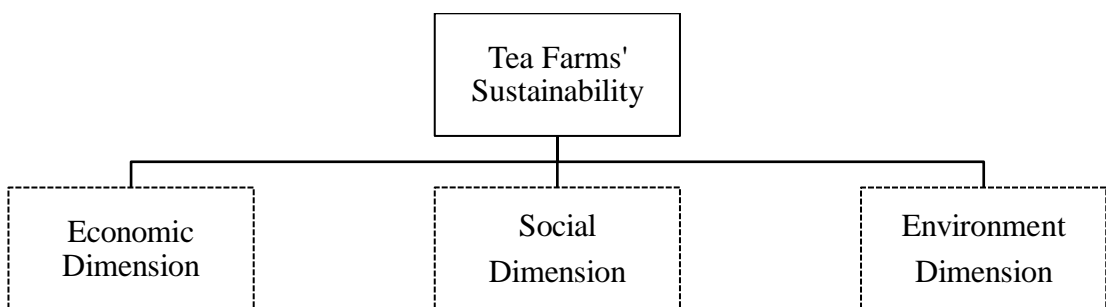 Tea Farms'
Sustainability
Economic
Dimension
Social
Dimension
Environment
Dimension